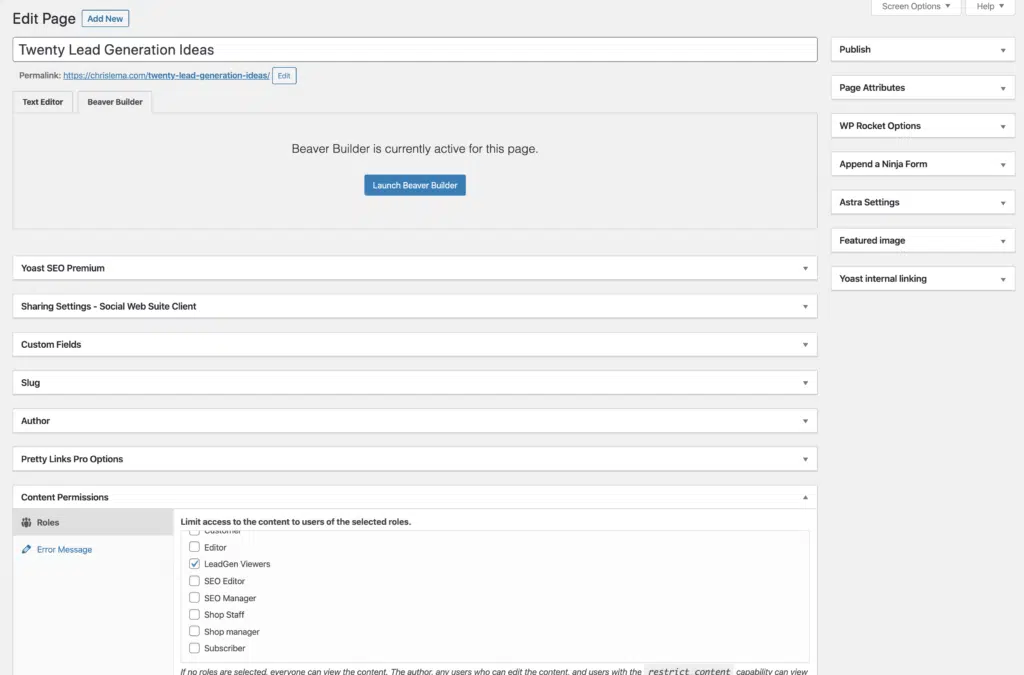 Screen Options ▼ Help ▼
Edit Page Add New
Twenty Lead Generation Ideas
Permalink: https://chrislema.com/twenty-lead-generation-ideas/ Edit
Text Editor Beaver Builder
Beaver Builder is currently active for this page.
Launch Beaver Builder
Yoast SEO Premium
Sharing Settings - Social Web Suite Client
Custom Fields
Slug
Author
Pretty Links Pro Options
Content Permissions
Roles
Error Message
Limit access to the content to users of the selected roles.
Customer
Editor
LeadGen Viewers
SEO Editor
SEO Manager
Shop Staff
Shop manager
Subscriber
If no roles are selected, everyone can view the content. The author, any users who can edit the content, and users with the restrict_content capability can view
Publish
Page Attributes
WP Rocket Options
Append a Ninja Form
Astra Settings
Featured image
Yoast internal linking